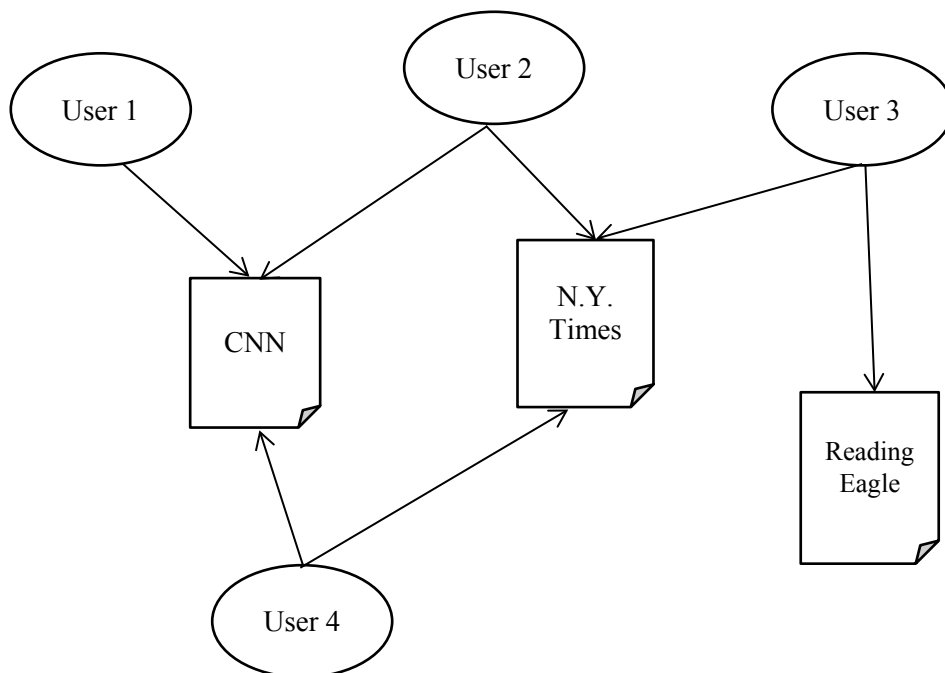 User 1
User 2
User 3
CNN
N.Y.
Times
Reading
Eagle
User 4